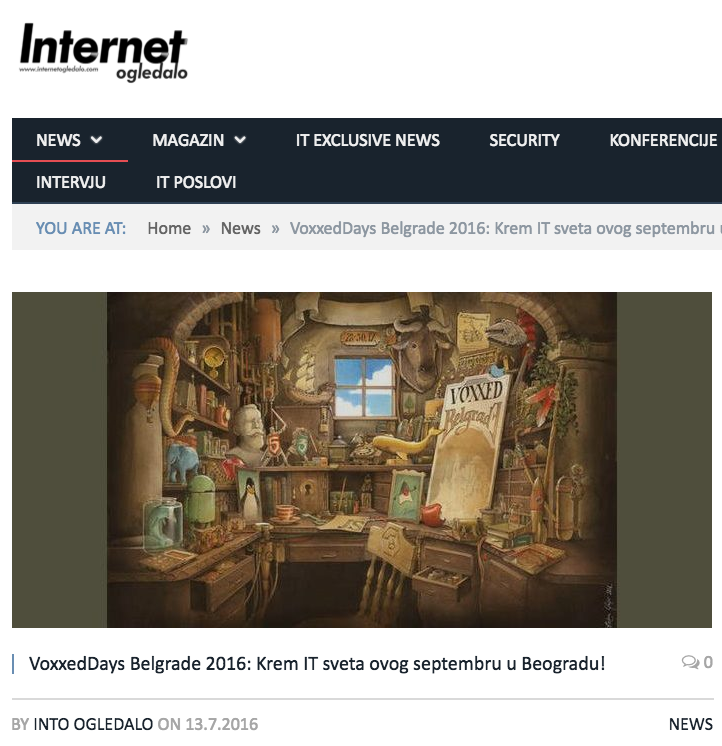 Internet
www.internetogledalo.com
ogledalo
NEWS MAGAZIN IT EXCLUSIVE NEWS SECURITY KONFERENCIJE
INTERVJU IT POSLOVI
YOU ARE AT: Home » News » VoxxedDays Belgrade 2016: Krem IT sveta ovog septembru
VOXXED
Belgrad
VoxxedDays Belgrade 2016: Krem IT sveta ovog septembru u Beogradu!
0
BY INTO OGLEDALO ON 13.7.2016
NEWS